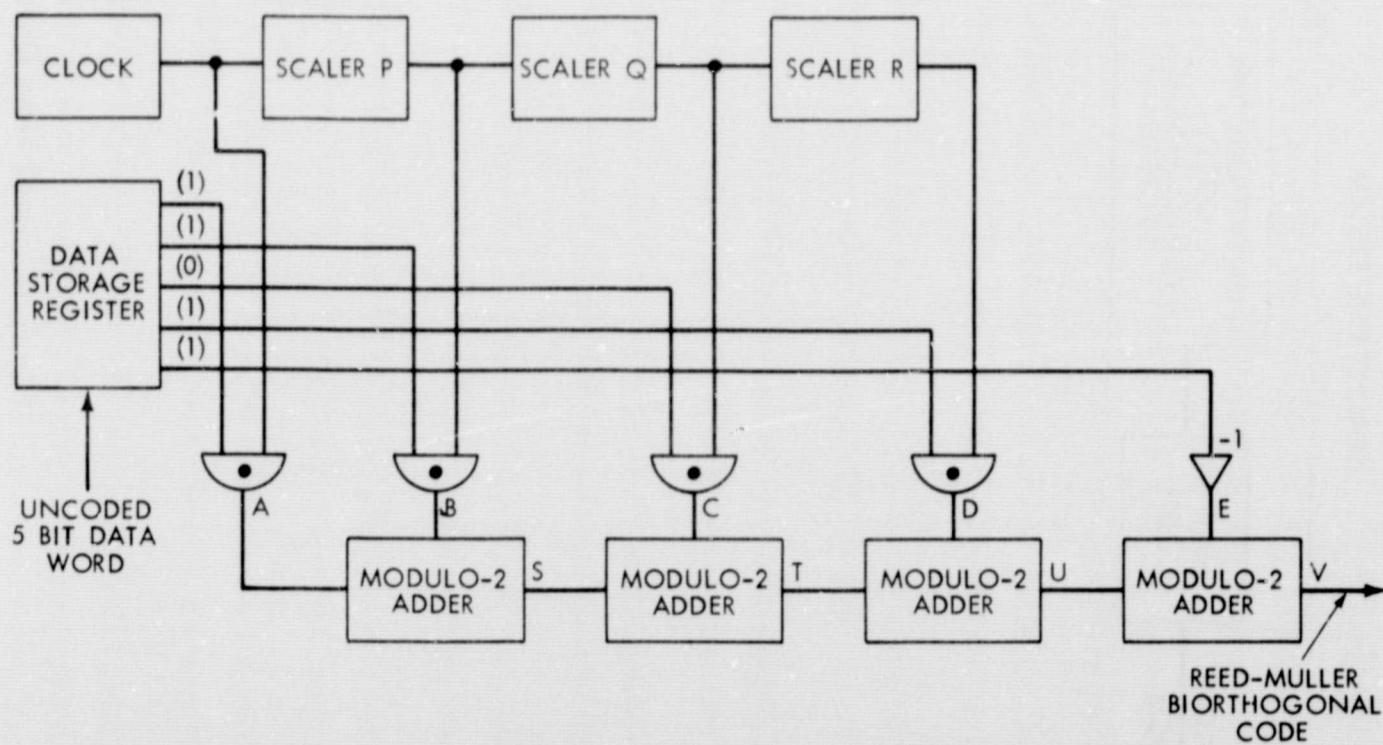 CLOCK
SCALER P
SCALER Q
SCALER R
(1)
(1)
(0)
(1)
(1)
DATA
STORAGE
REGISTER
-1
UNCODED
5 BIT DATA
WORD
A
B
C
D
E
MODULO-2
ADDER
S
MODULO-2
ADDER
T
MODULO-2
ADDER
U
MODULO-2
ADDER
V
REED-MULLER
BIORTHOGONAL
CODE